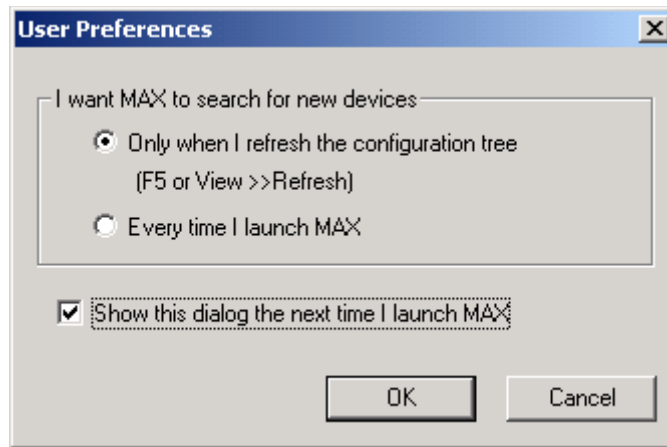 User Preferences
I want MAX to search for new devices
Only when I refresh the configuration tree
(F5 or View >>Refresh)
Every time I launch MAX
Show this dialog the next time I launch MAX
OK
Cancel